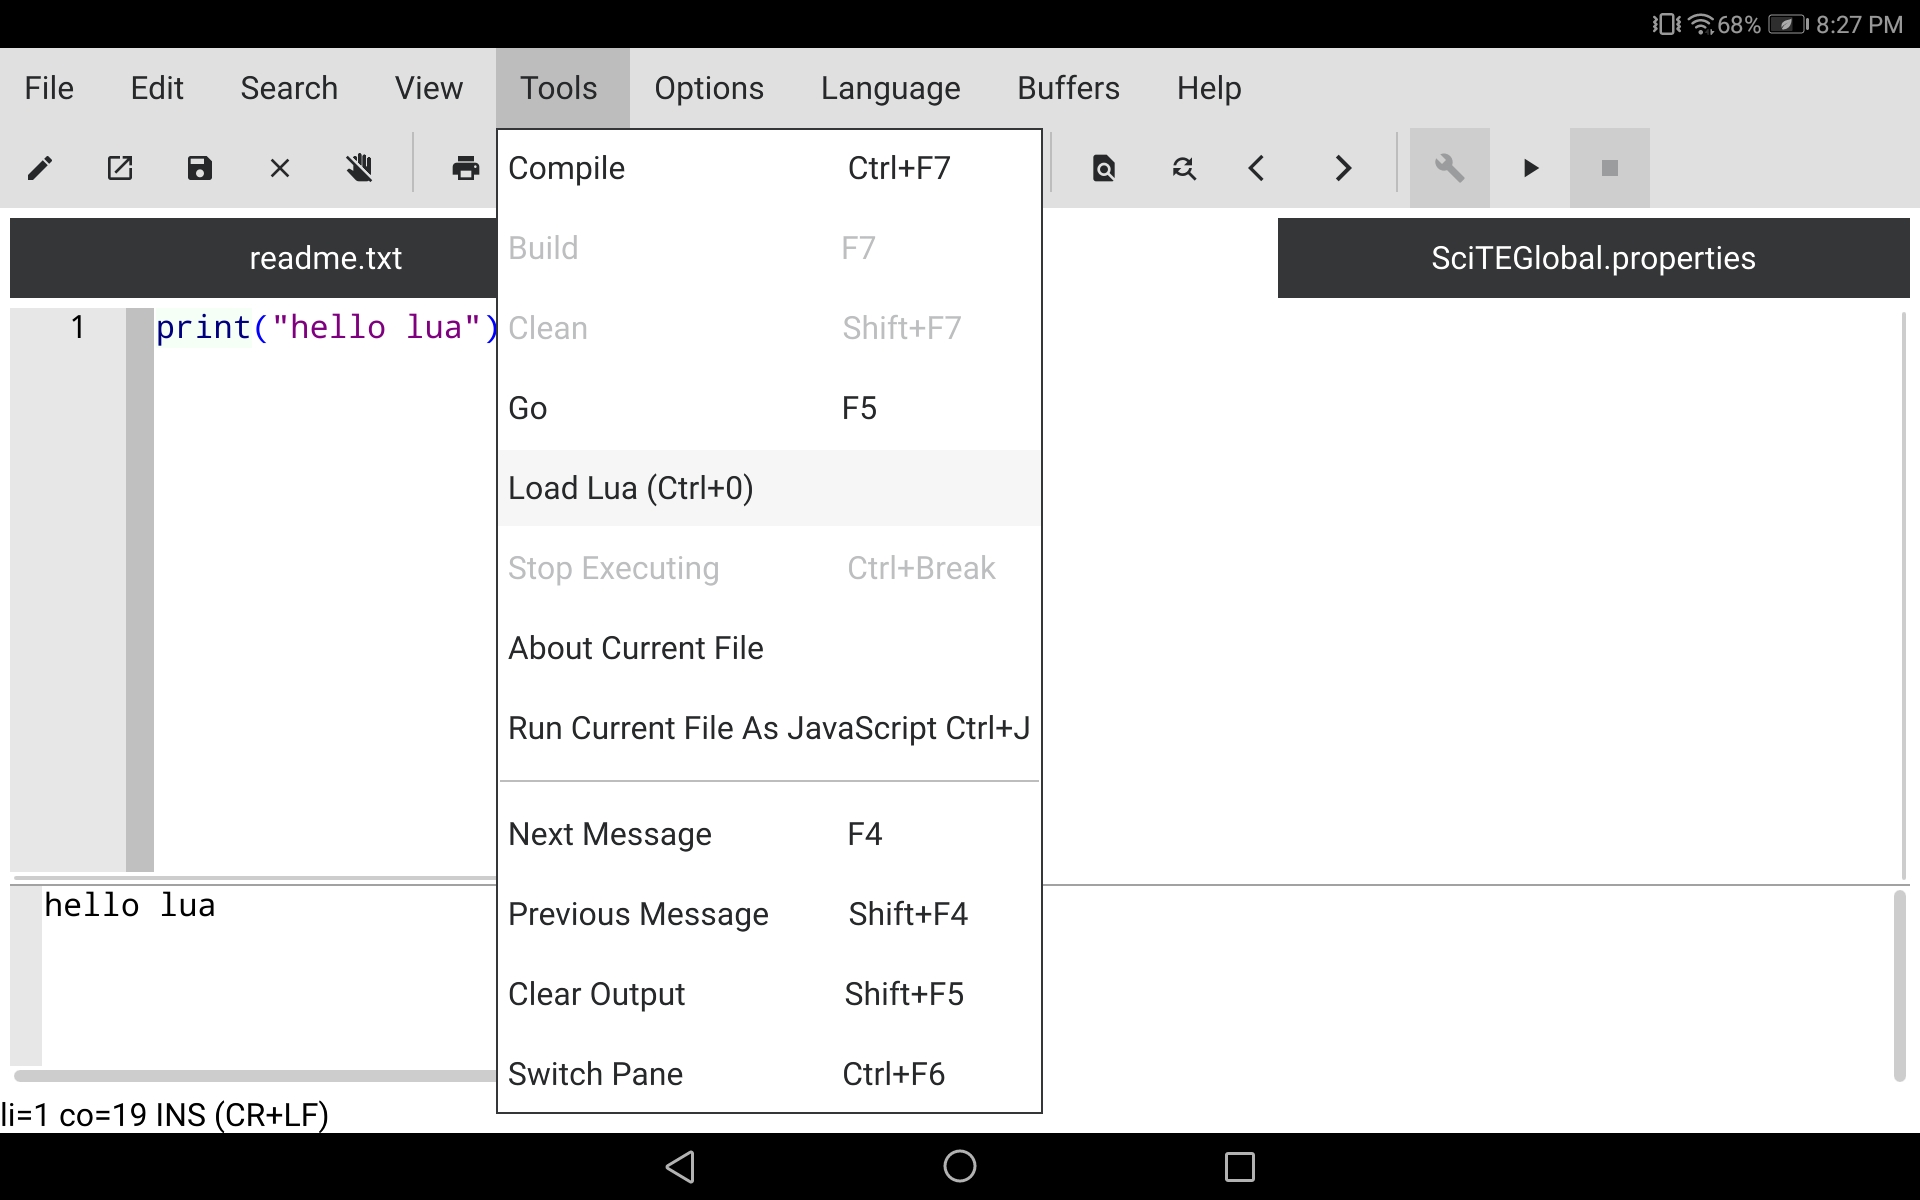 68% 8:27 PM
File Edit Search View Tools Options Language Buffers Help
readme.txt SciTEGlobal.properties
1 print("hello lua")
Compile Ctrl+F7
Build F7
Clean Shift+F7
Go F5
Load Lua (Ctrl+0)
Stop Executing Ctrl+Break
About Current File
Run Current File As JavaScript Ctrl+J
Next Message F4
Previous Message Shift+F4
Clear Output Shift+F5
Switch Pane Ctrl+F6
hello lua
li=1 co=19 INS (CR+LF)